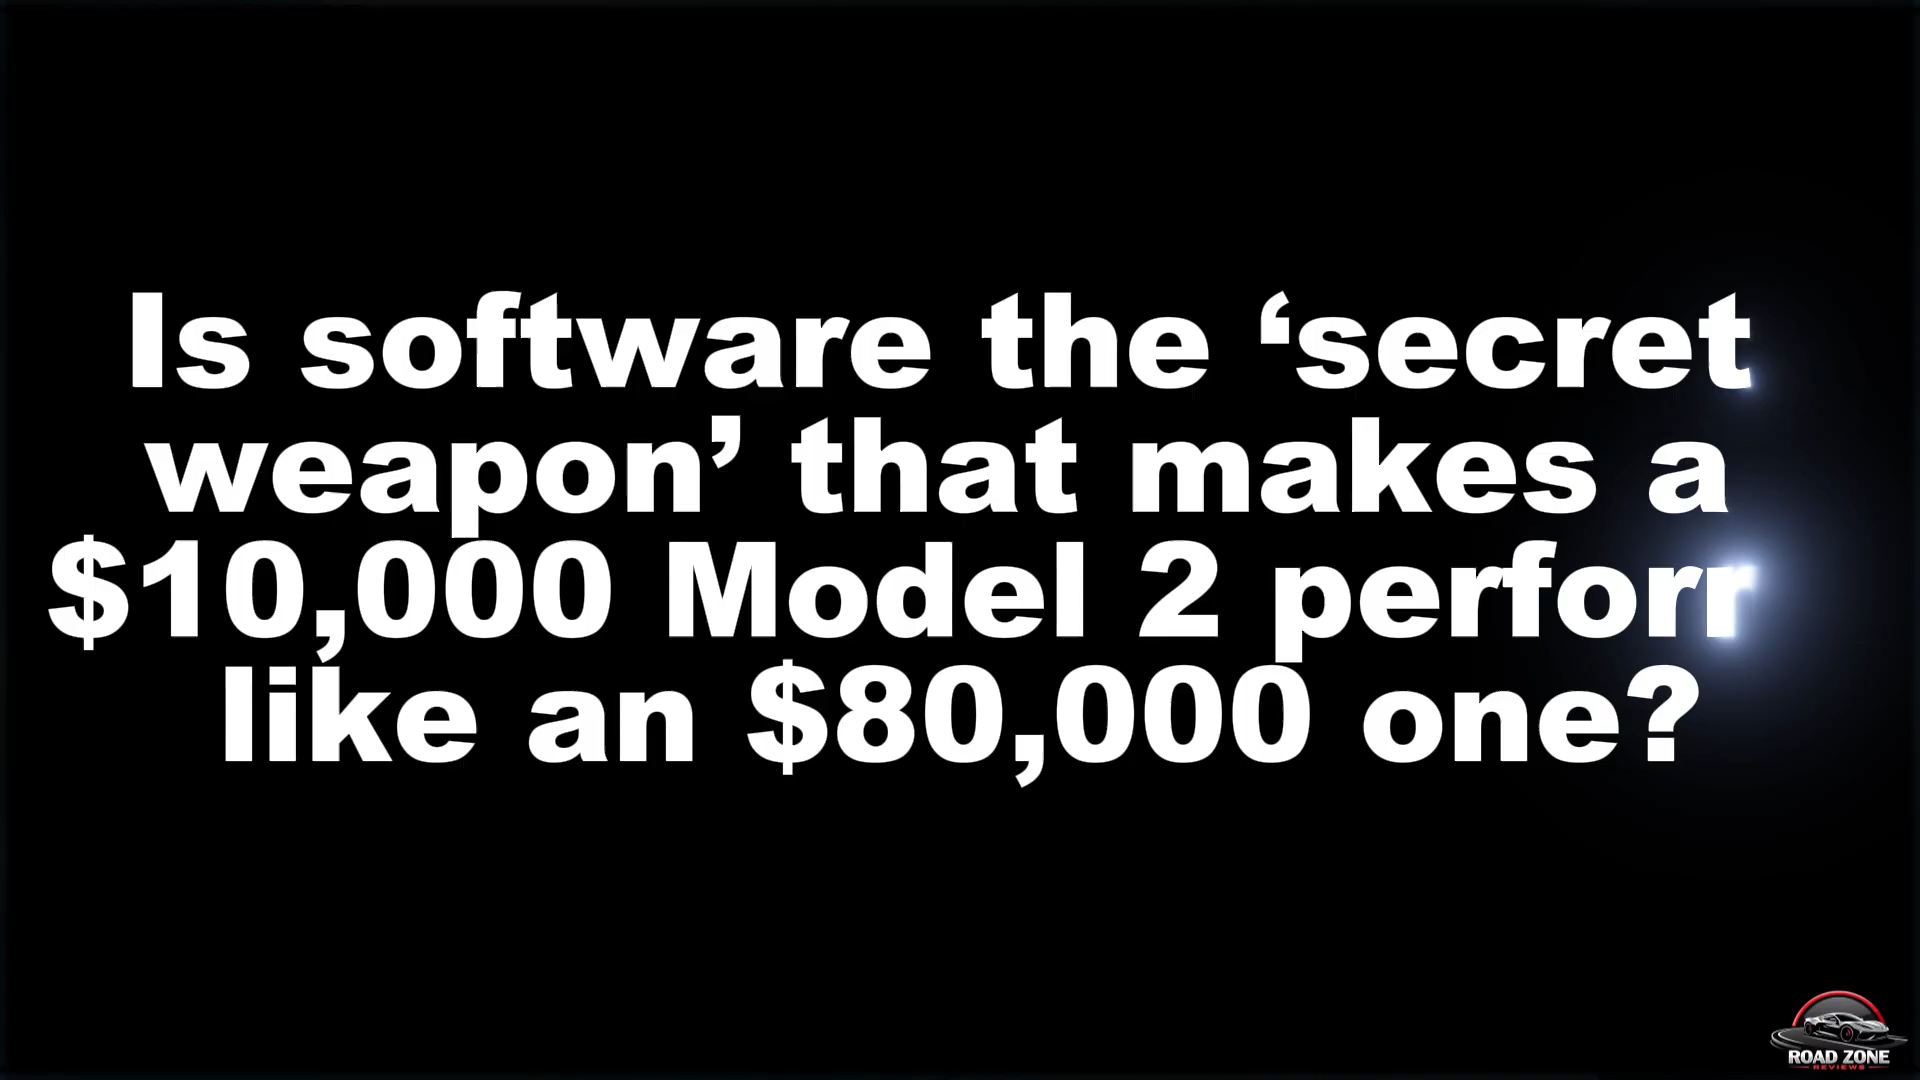 Is software the ‘secret
weapon’ that makes a
$10,000 Model 2 perforr
like an $80,000 one?
ROAD ZONE
REVIEWS